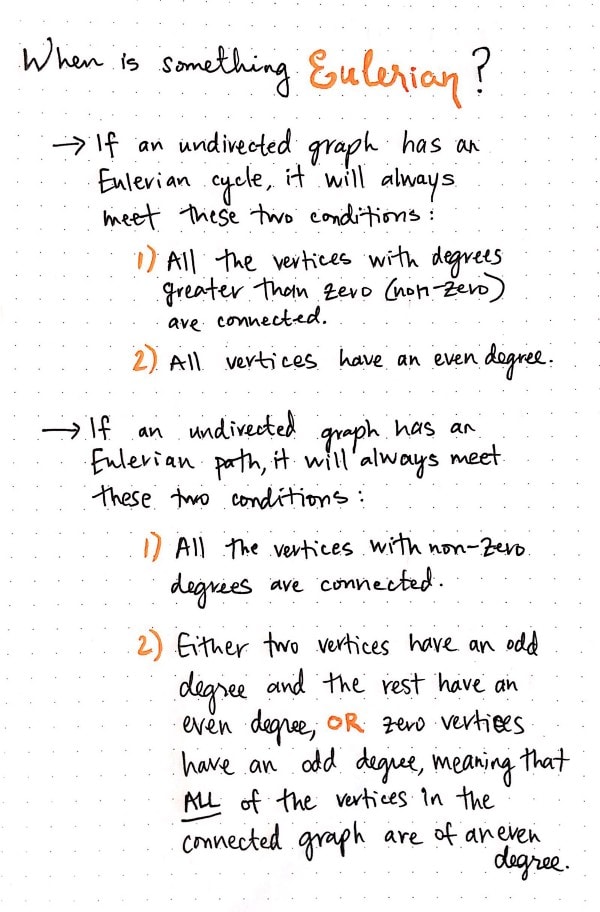 When is something Eulerian?
→ If an undirected graph has an
Eulerian cycle, it will always
meet these two conditions:
1) All the vertices with degrees
greater than zero (non-zero)
are connected.
2) All vertices have an even degree.
→ If an undirected graph has an
Eulerian path, it will always meet
these two conditions:
1) All the vertices with non-zero
degrees are connected.
2) Either two vertices have an odd
degree and the rest have an
even degree, OR zero vertices
have an odd degree, meaning that
ALL of the vertices in the
connected graph are of an even
degree.